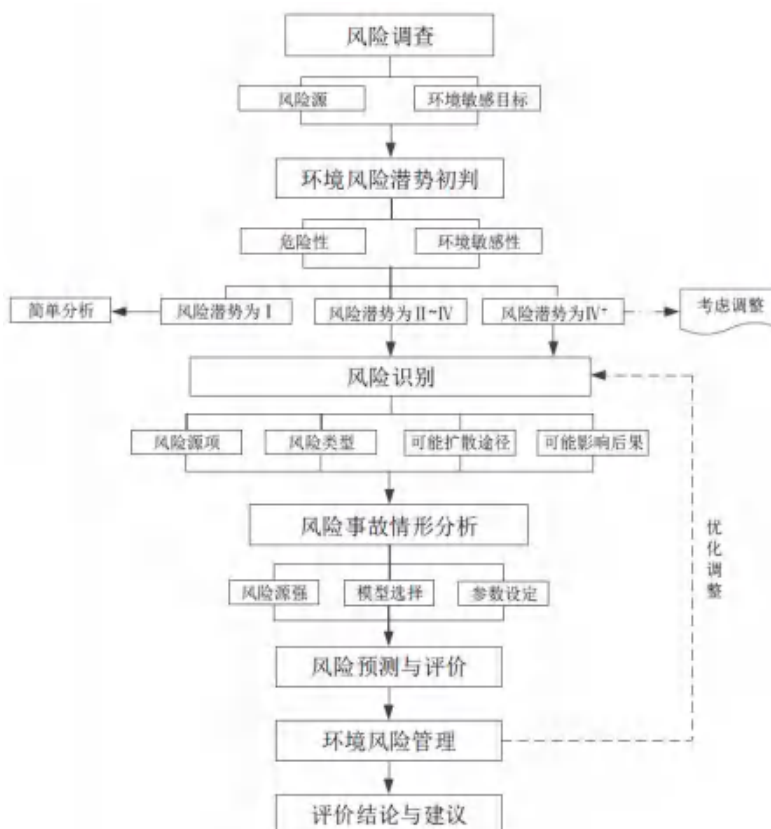 风险调查
风险源
环境敏感目标
环境风险潜势初判
危险性
环境敏感性
简单分析
风险潜势为Ⅰ
风险潜势为Ⅱ~Ⅳ
风险潜势为Ⅳ+
考虑调整
风险识别
风险源项
风险类型
可能扩散途径
可能影响后果
风险事故情形分析
优化调整
风险源强
模型选择
参数设定
风险预测与评价
环境风险管理
评价结论与建议